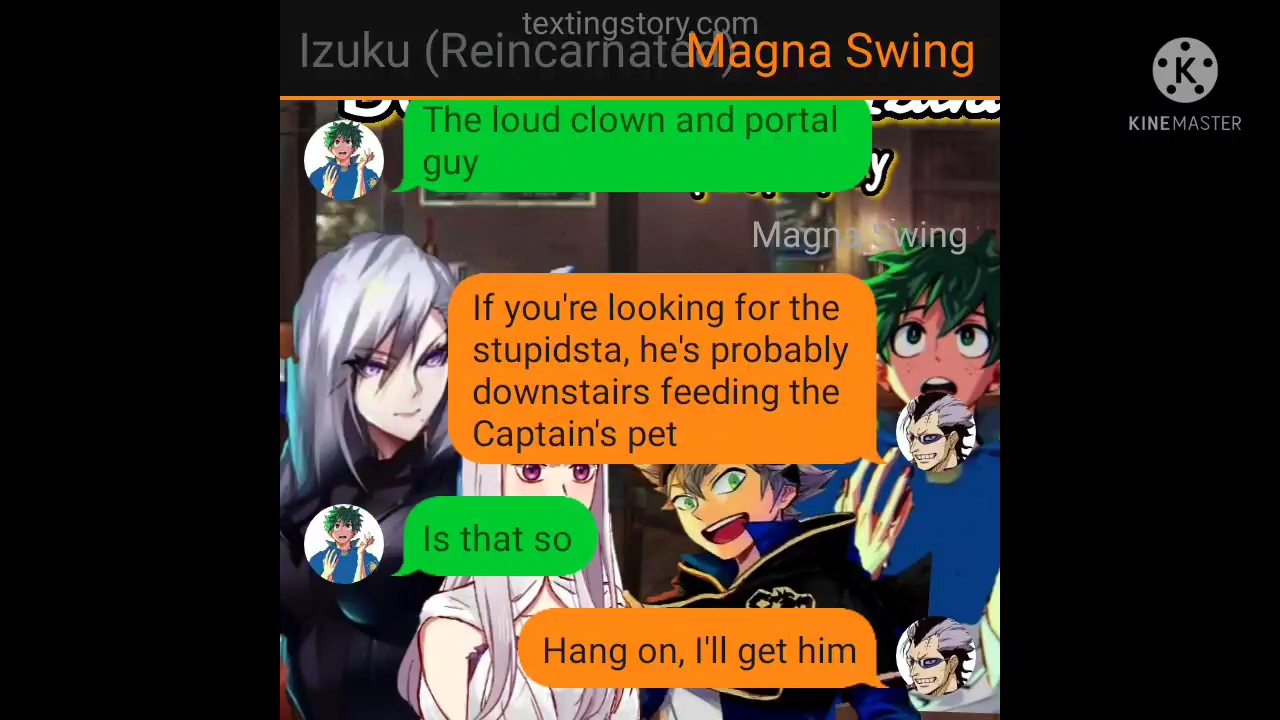 textingstory.com
Izuku (Reincarnated)
Magna Swing
KINEMASTER
The loud clown and portal
guy
Magna Swing
If you're looking for the
stupidsta, he's probably
downstairs feeding the
Captain's pet
Is that so
Hang on, I'll get him